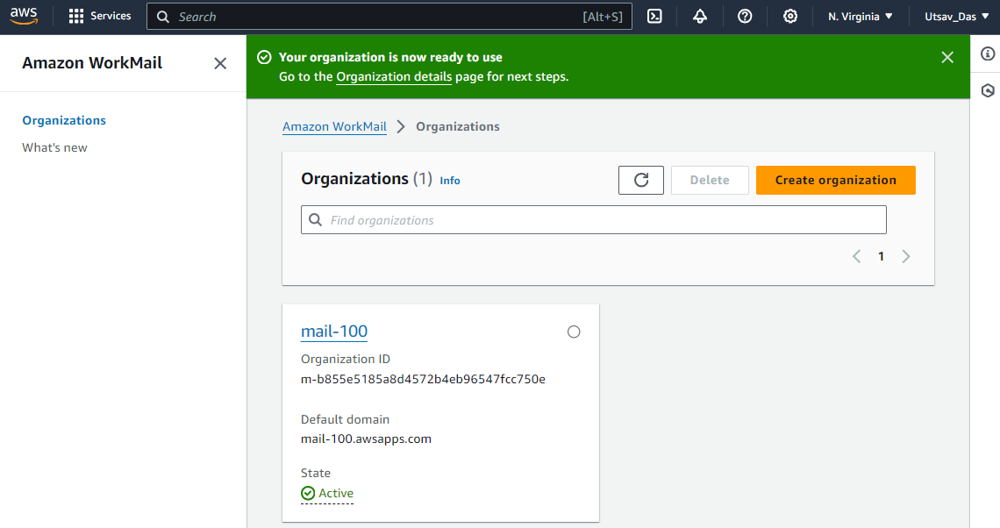 aws Services Search [Alt+S] N. Virginia Utsav_Das
Amazon WorkMail
Organizations
What's new
Your organization is now ready to use
Go to the Organization details page for next steps.
Amazon WorkMail Organizations
Organizations (1) Info Delete Create organization
Find organizations
1
mail-100
Organization ID
m-b855e5185a8d4572b4eb96547fcc750e
Default domain
mail-100.awsapps.com
State
Active